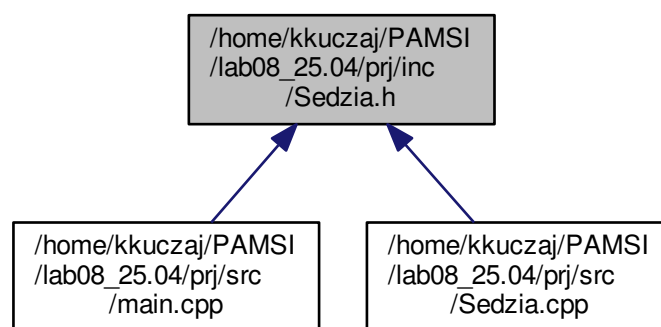 /home/kkuczaj/PAMSI
/lab08_25.04/prj/inc
/Sedzia.h
/home/kkuczaj/PAMSI
/lab08_25.04/prj/src
/main.cpp
/home/kkuczaj/PAMSI
/lab08_25.04/prj/src
/Sedzia.cpp